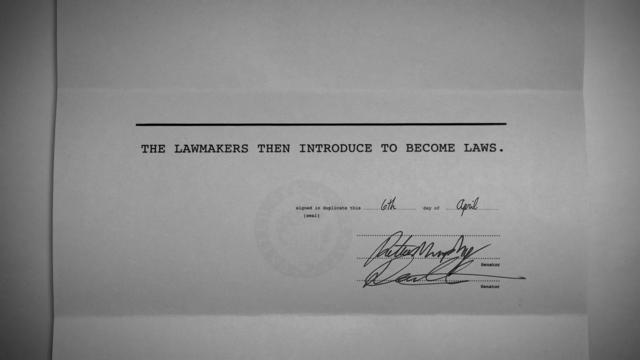 THE LAWMAKERS THEN INTRODUCE TO BECOME LAWS.
signed in duplicate this 6th day of April
(seal)
Senator
Senator